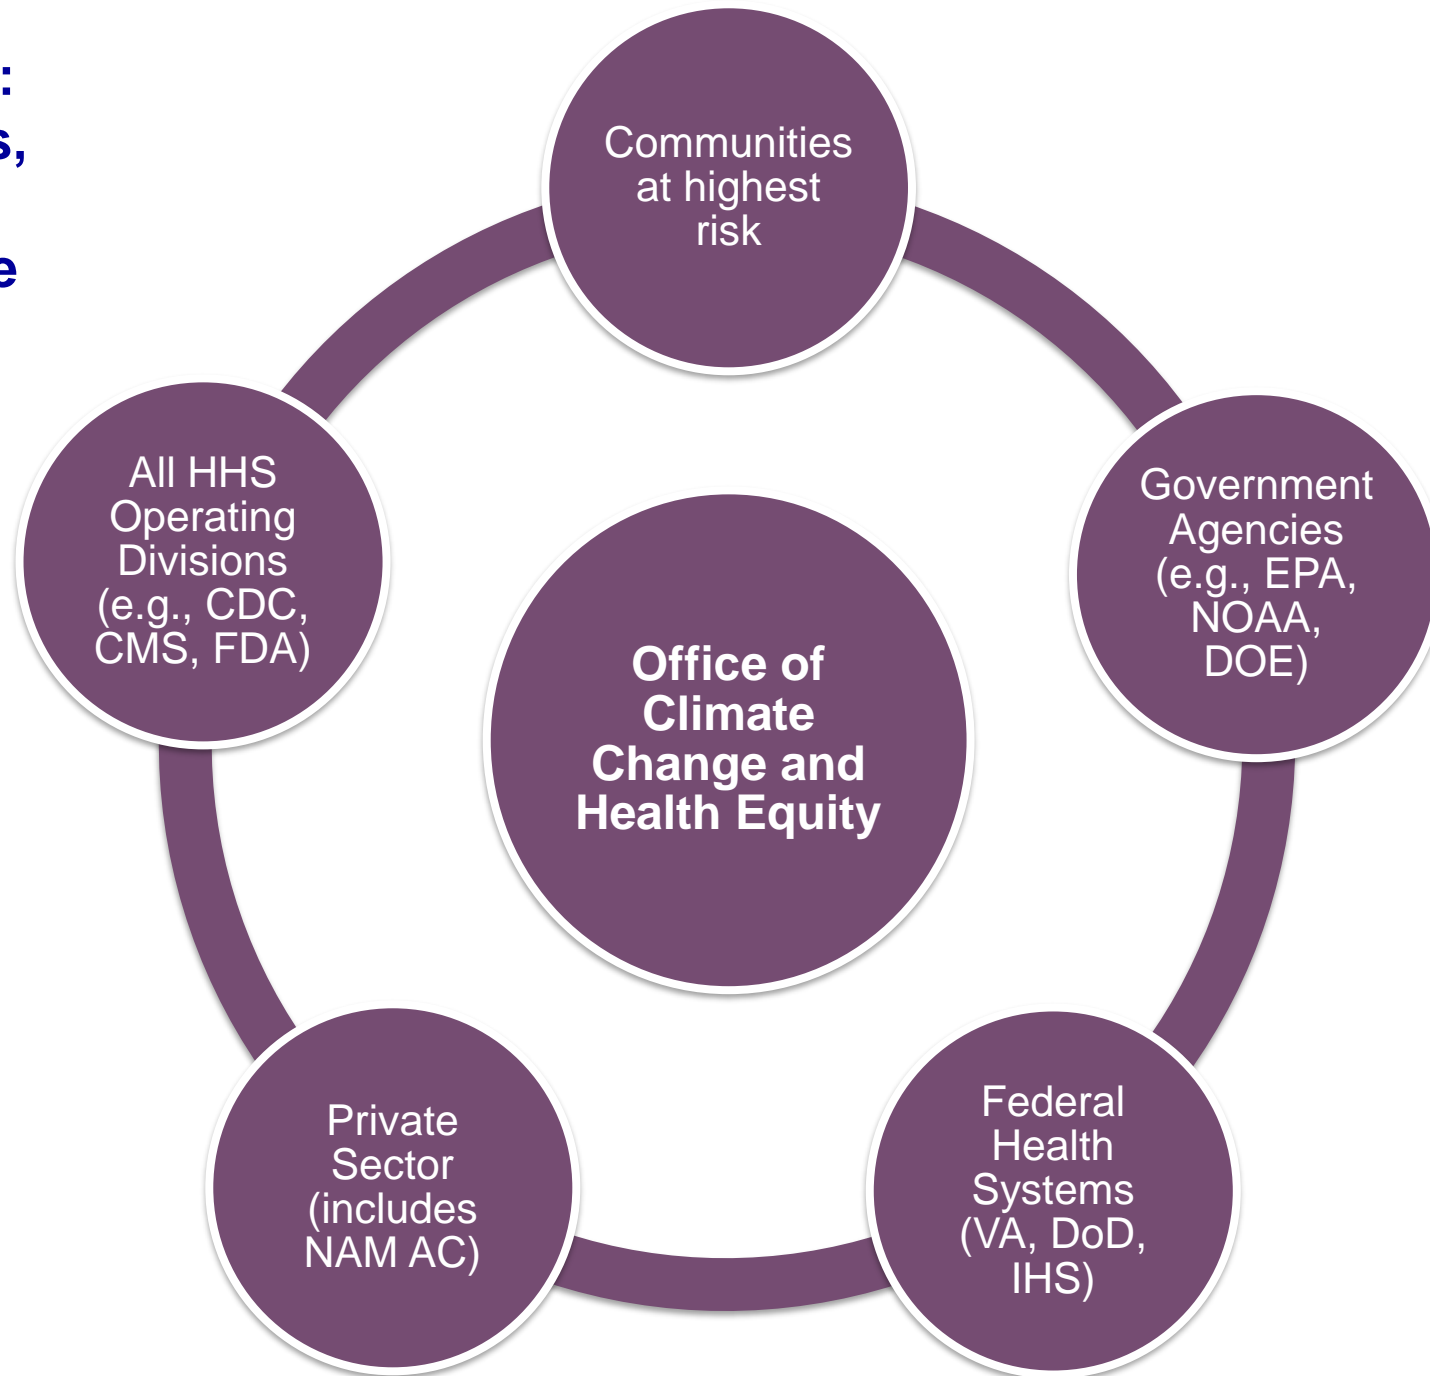 :
s,
e
Communities
at highest
risk
Government
Agencies
(e.g., EPA,
NOAA,
DOE)
Federal
Health
Systems
(VA, DoD,
IHS)
Private
Sector
(includes
NAM AC)
All HHS
Operating
Divisions
(e.g., CDC,
CMS, FDA)
Office of
Climate
Change and
Health Equity